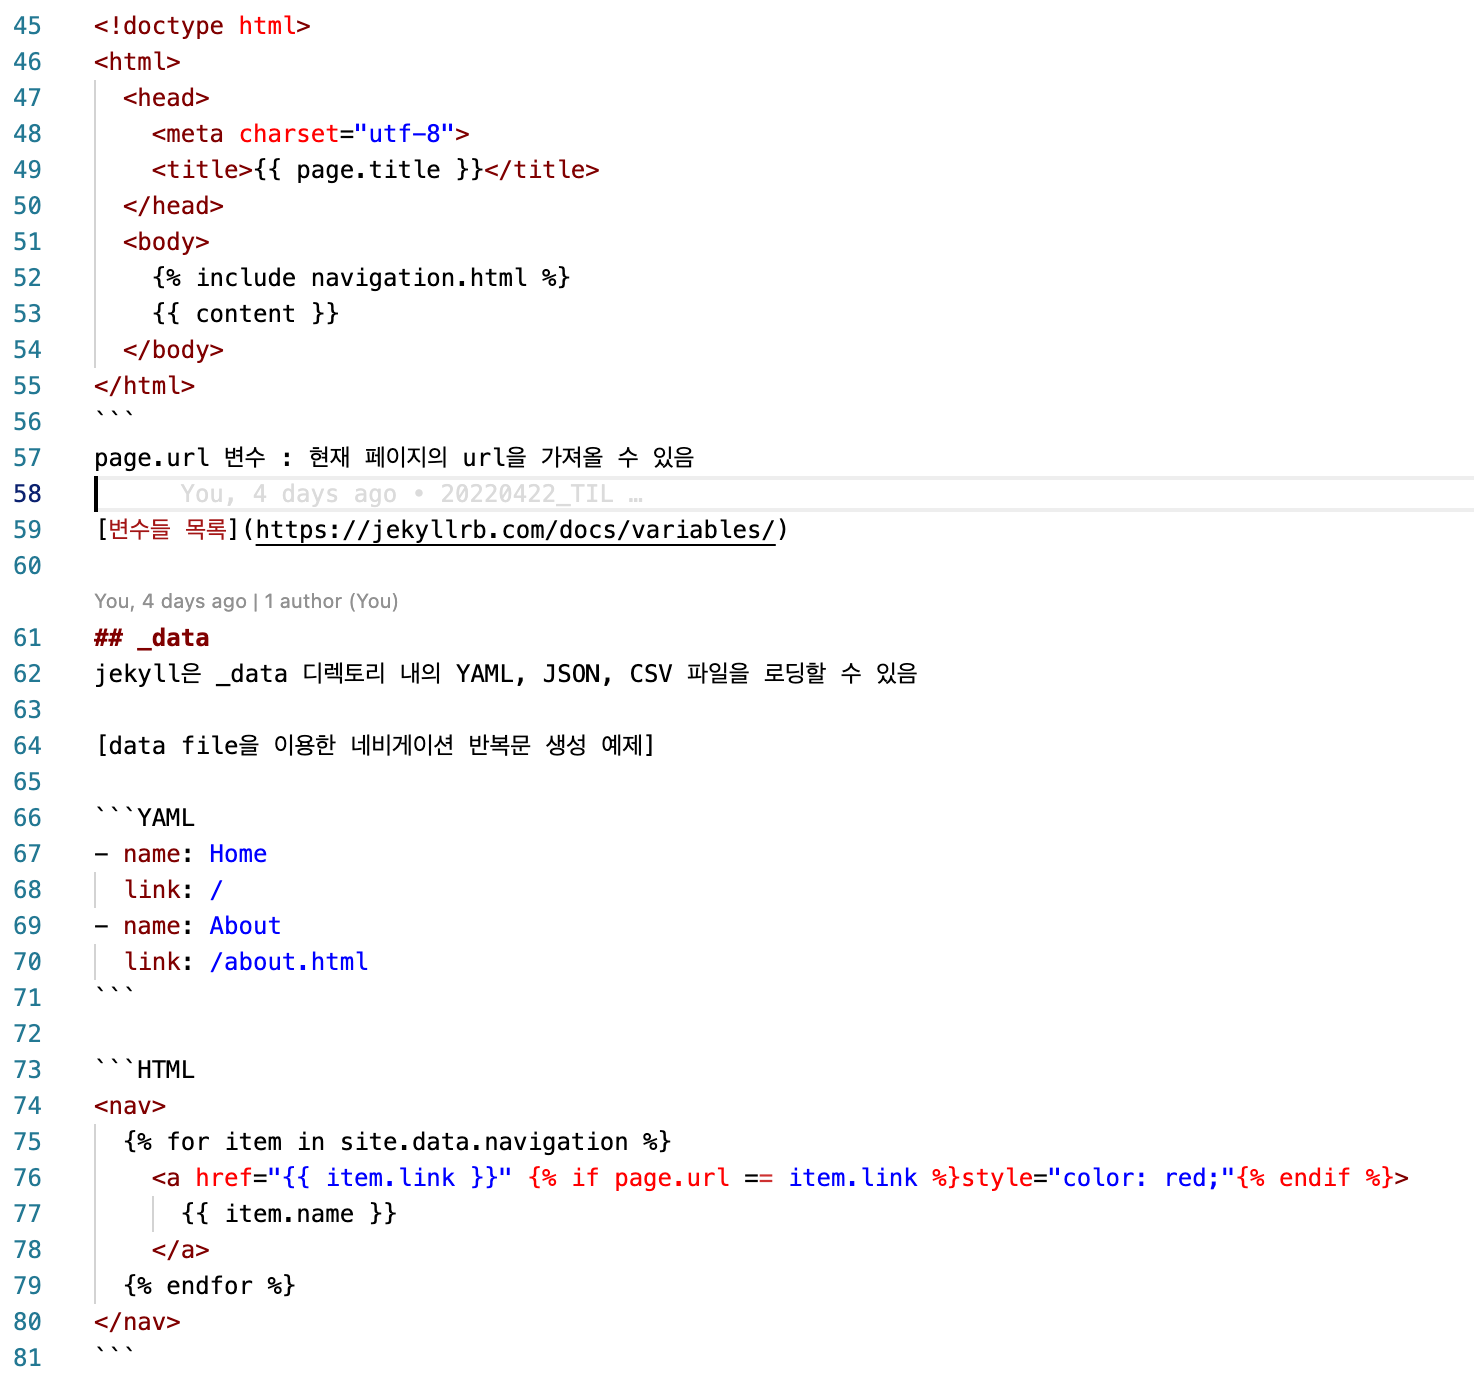 45 <!doctype html>
46 <html>
47   <head>
48     <meta charset="utf-8">
49     <title>{{ page.title }}</title>
50   </head>
51   <body>
52     {% include navigation.html %}
53     {{ content }}
54   </body>
55 </html>
56 ```
57 page.url 변수 : 현재 페이지의 url을 가져올 수 있음
58       You, 4 days ago • 20220422_TIL …
59 [변수들 목록](https://jekyllrb.com/docs/variables/)
60
You, 4 days ago | 1 author (You)
61 ## _data
62 jekyll은 _data 디렉토리 내의 YAML, JSON, CSV 파일을 로딩할 수 있음
63
64 [data file을 이용한 네비게이션 반복문 생성 예제]
65
66 ```YAML
67 - name: Home
68   link: /
69 - name: About
70   link: /about.html
71 ```
72
73 ```HTML
74 <nav>
75   {% for item in site.data.navigation %}
76     <a href="{{ item.link }}" {% if page.url == item.link %}style="color: red;"{% endif %}>
77       {{ item.name }}
78     </a>
79   {% endfor %}
80 </nav>
81 ```